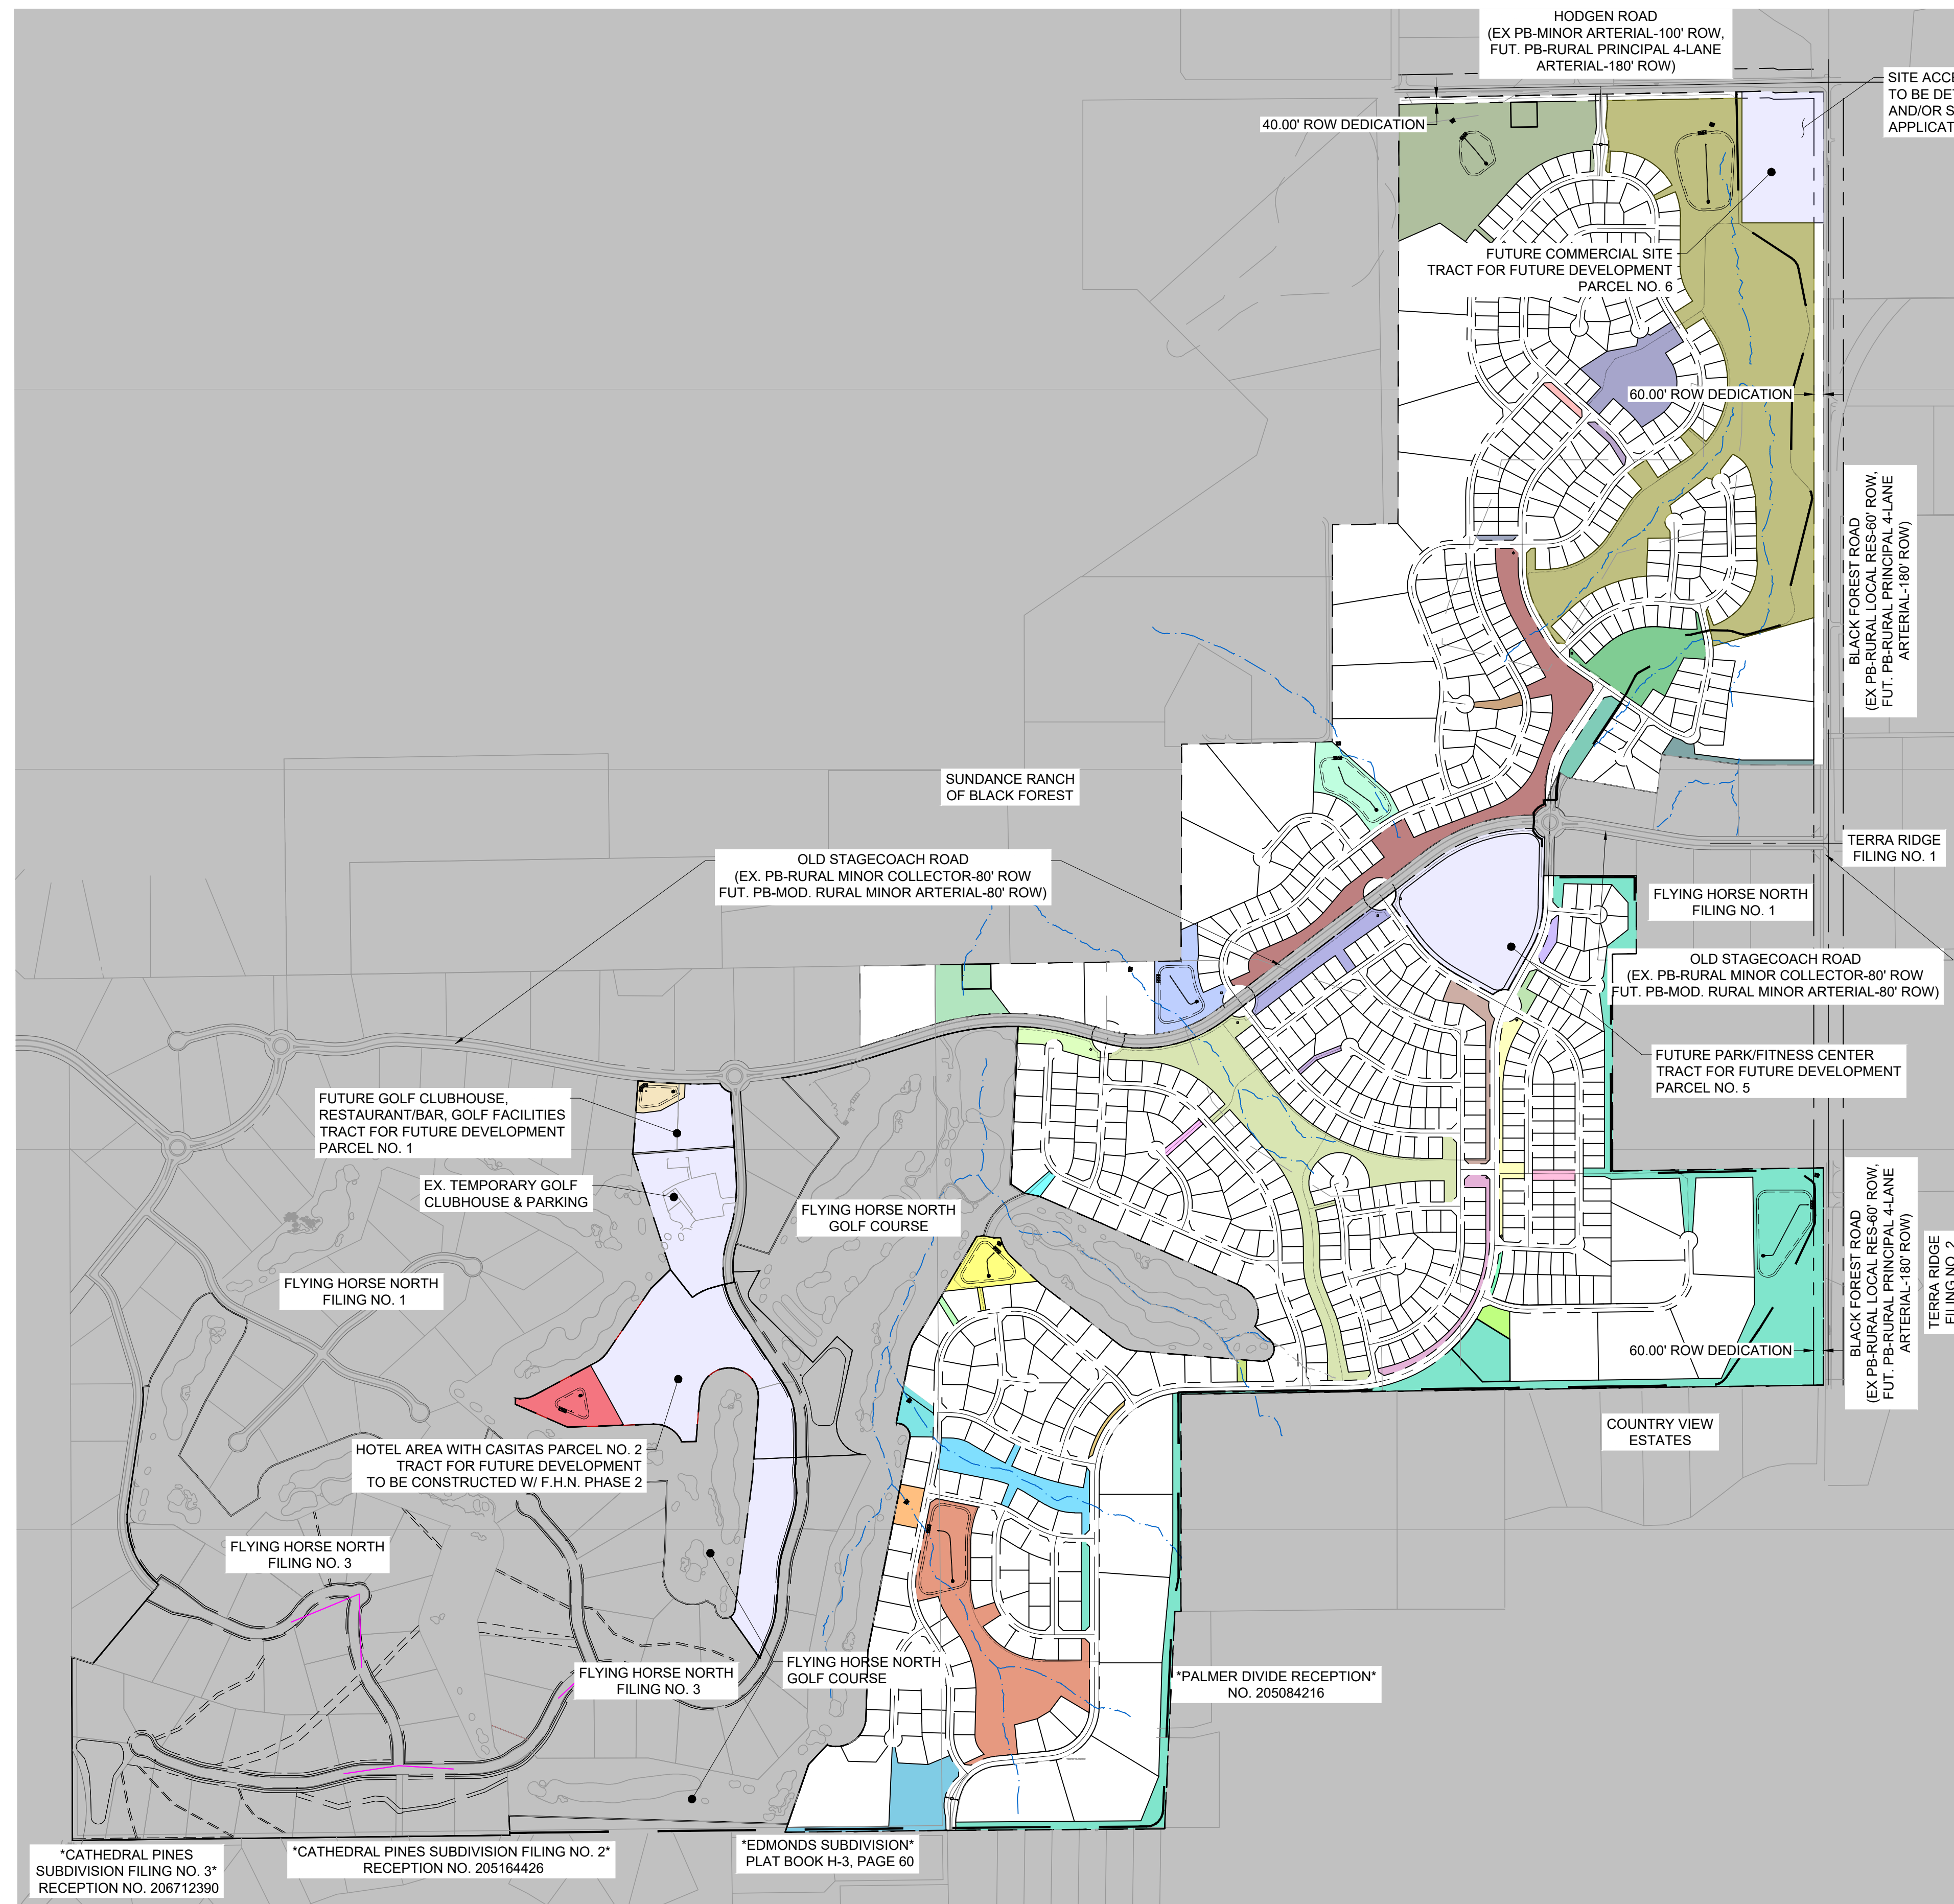 HODGEN ROAD
(EX PB-MINOR ARTERIAL-100' ROW,
FUT. PB-RURAL PRINCIPAL 4-LANE
ARTERIAL-180' ROW)
SITE
TO BE
AND/OR
40.00' ROW DEDICATION
FUTURE COMMERCIAL SITE
TRACT FOR FUTURE DEVELOPMENT
PARCEL NO. 6
60.00' ROW DEDICATION
BLACK FOREST ROAD
(EX PB-RURAL LOCAL RES-60' ROW,
FUT. PB-RURAL PRINCIPAL 4-LANE
ARTERIAL-180' ROW)
SUNDANCE RANCH
OF BLACK FOREST
TERRA RIDGE
FILING NO. 1
OLD STAGECOACH ROAD
(EX. PB-RURAL MINOR COLLECTOR-80' ROW
FUT. PB-MOD. RURAL MINOR ARTERIAL-80' ROW)
FLYING HORSE NORTH
FILING NO. 1
OLD STAGECOACH ROAD
(EX. PB-RURAL MINOR COLLECTOR-80' ROW
FUT. PB-MOD. RURAL MINOR ARTERIAL-80' ROW)
FUTURE PARK/FITNESS CENTER
TRACT FOR FUTURE DEVELOPMENT
PARCEL NO. 5
FUTURE GOLF CLUBHOUSE,
RESTAURANT/BAR, GOLF FACILITIES
TRACT FOR FUTURE DEVELOPMENT
PARCEL NO. 1
EX. TEMPORARY GOLF
CLUBHOUSE & PARKING
FLYING HORSE NORTH
GOLF COURSE
BLACK FOREST ROAD
(EX PB-RURAL LOCAL RES-60' ROW,
FUT. PB-RURAL PRINCIPAL 4-LANE
ARTERIAL-180' ROW)
TERRA RIDGE
FILING NO. 2
FLYING HORSE NORTH
FILING NO. 1
60.00' ROW DEDICATION
COUNTRY VIEW
ESTATES
HOTEL AREA WITH CASITAS PARCEL NO. 2
TRACT FOR FUTURE DEVELOPMENT
TO BE CONSTRUCTED W/ F.H.N. PHASE 2
FLYING HORSE NORTH
FILING NO. 3
FLYING HORSE NORTH
FILING NO. 3
FLYING HORSE NORTH
GOLF COURSE
*PALMER DIVIDE RECEPTION*
NO. 205084216
*CATHEDRAL PINES
SUBDIVISION FILING NO. 3*
RECEPTION NO. 206712390
*CATHEDRAL PINES SUBDIVISION FILING NO. 2*
RECEPTION NO. 205164426
*EDMONDS SUBDIVISION*
PLAT BOOK H-3, PAGE 60